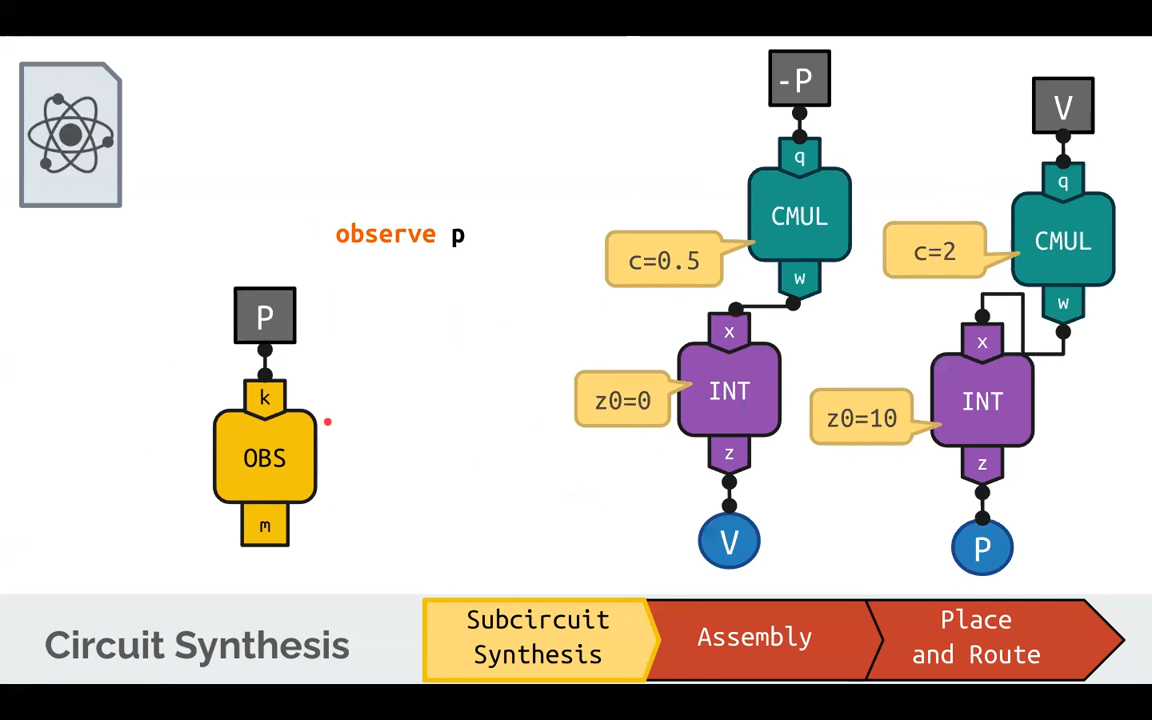 observe p
P
k
OBS
m
-P
q
CMUL
c=0.5
w
x
INT
z0=0
z
V
V
q
CMUL
c=2
w
x
INT
z0=10
z
P
Circuit Synthesis
Subcircuit
Synthesis
Assembly
Place
and Route